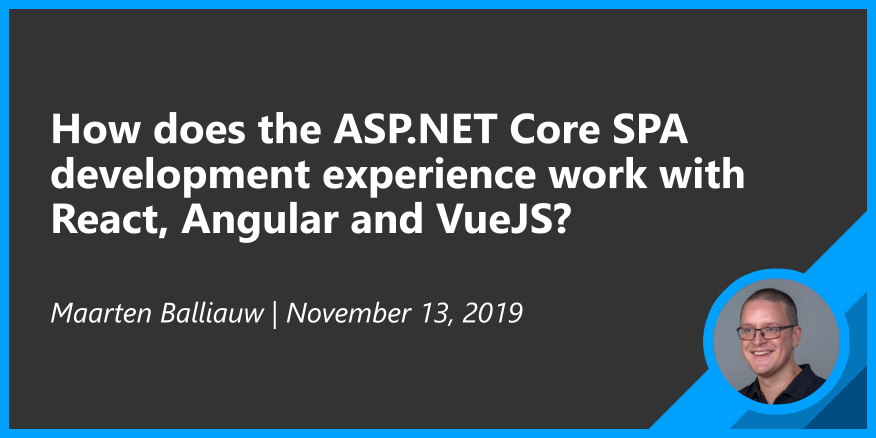 How does the ASP.NET Core SPA
development experience work with
React, Angular and VueJS?
Maarten Balliauw | November 13, 2019